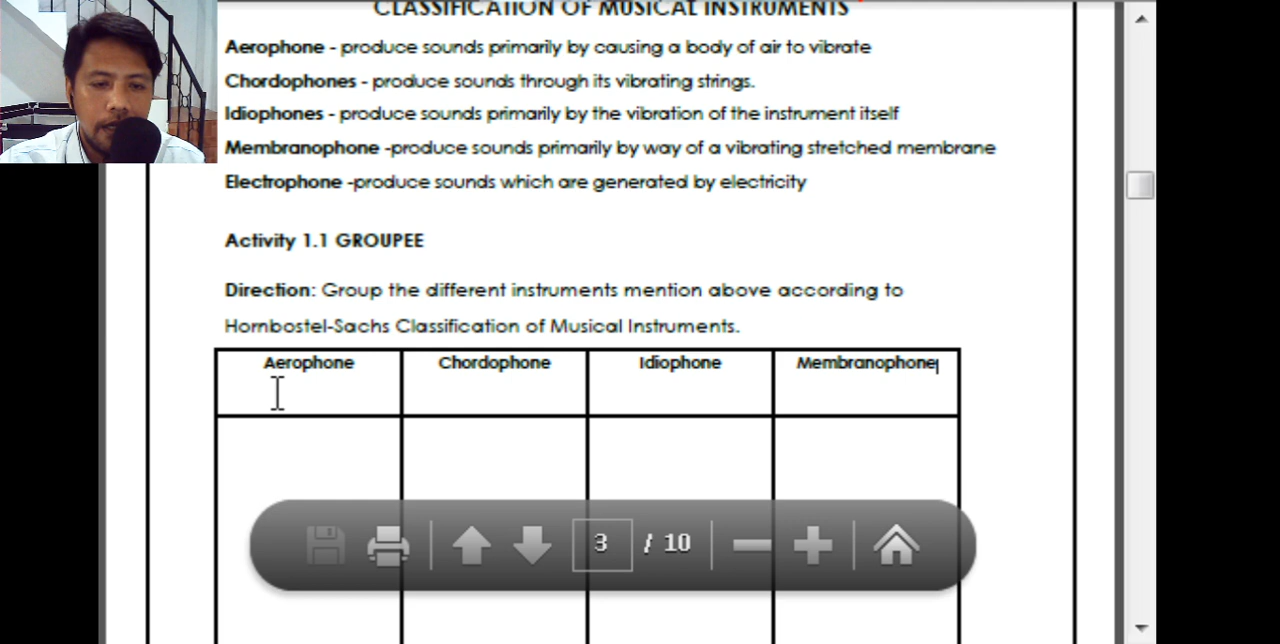 CLASSIFICATION OF MUSICAL INSTRUMENTS
Aerophone - produce sounds primarily by causing a body of air to vibrate
Chordophones - produce sounds through its vibrating strings.
Idiophones - produce sounds primarily by the vibration of the instrument itself
Membranophone -produce sounds primarily by way of a vibrating stretched membrane
Electrophone -produce sounds which are generated by electricity
Activity 1.1 GROUPEE
Direction: Group the different instruments mention above according to
Hornbostel-Sachs Classification of Musical Instruments.
Aerophone Chordophone Idiophone Membranophone
3 / 10